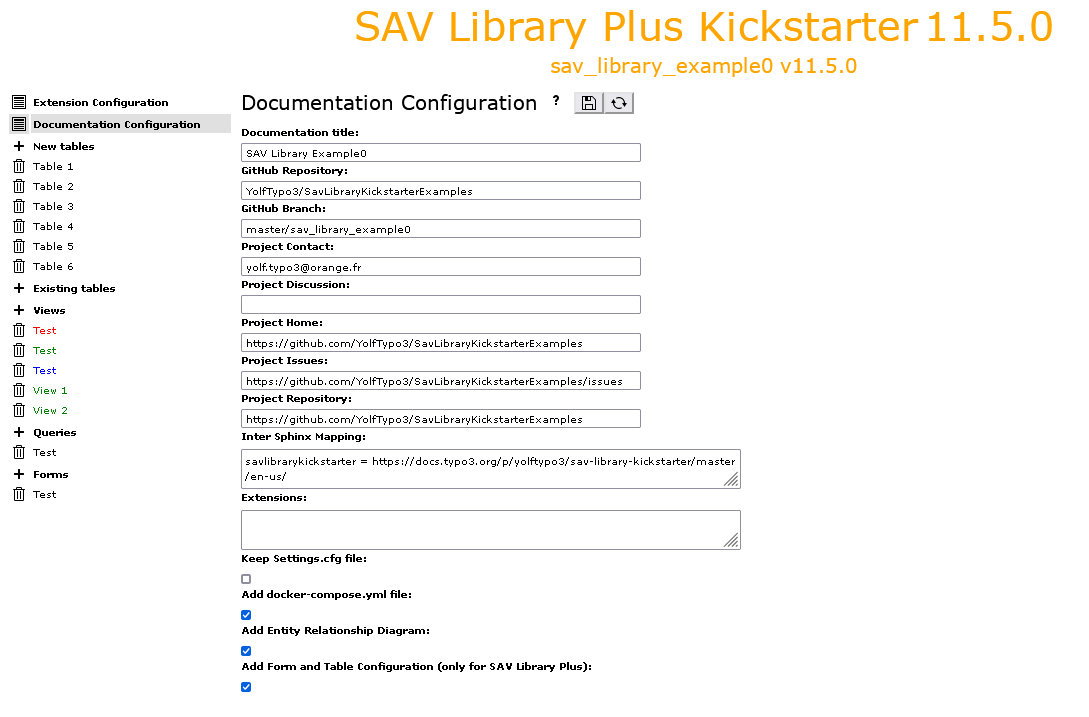 SAV Library Plus Kickstarter 11.5.0
sav_library_example0 v11.5.0
Extension Configuration
Documentation Configuration
New tables
Table 1
Table 2
Table 3
Table 4
Table 5
Table 6
Existing tables
Views
Test
Test
Test
View 1
View 2
Queries
Test
Forms
Test
Documentation Configuration ?
Documentation title:
SAV Library Example0
GitHub Repository:
YolfTypo3/SavLibraryKickstarterExamples
GitHub Branch:
master/sav_library_example0
Project Contact:
yolf.typo3@orange.fr
Project Discussion:
Project Home:
https://github.com/YolfTypo3/SavLibraryKickstarterExamples
Project Issues:
https://github.com/YolfTypo3/SavLibraryKickstarterExamples/issues
Project Repository:
https://github.com/YolfTypo3/SavLibraryKickstarterExamples
Inter Sphinx Mapping:
savlibrarykickstarter = https://docs.typo3.org/p/yolftypo3/sav-library-kickstarter/master
/en-us/
Extensions:
Keep Settings.cfg file:
Add docker-compose.yml file:
Add Entity Relationship Diagram:
Add Form and Table Configuration (only for SAV Library Plus):